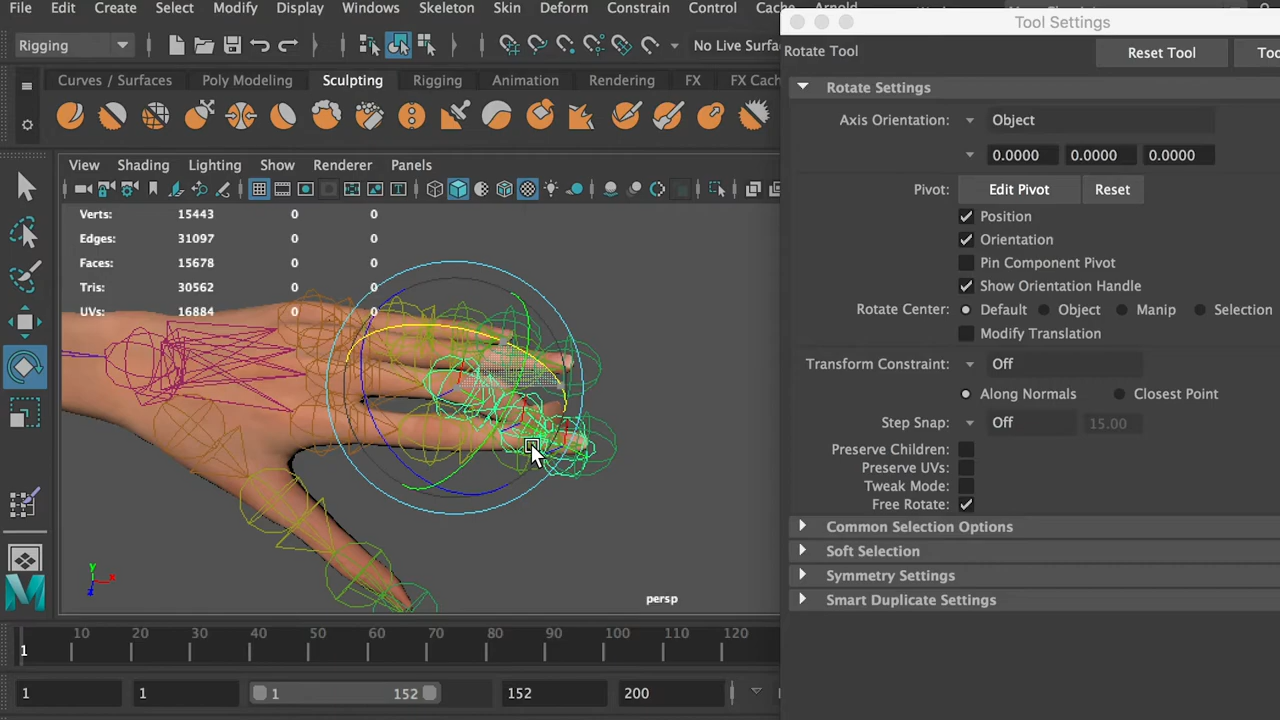 File Edit Create Select Modify Display Windows Skeleton Skin Deform Constrain Control Cache Arnold
Tool Settings
Rigging
No Live Surfa
Rotate Tool
Reset Tool
Too
Curves / Surfaces Poly Modeling Sculpting Rigging Animation Rendering FX FX Cach
Rotate Settings
Axis Orientation: Object
0.0000 0.0000 0.0000
View Shading Lighting Show Renderer Panels
Pivot: Edit Pivot Reset
Position
Orientation
Pin Component Pivot
Show Orientation Handle
Rotate Center: Default Object Manip Selection
Modify Translation
Transform Constraint: Off
Along Normals Closest Point
Step Snap: Off 15.00
Preserve Children:
Preserve UVs:
Tweak Mode:
Free Rotate:
Common Selection Options
Soft Selection
Symmetry Settings
Smart Duplicate Settings
Verts: 15443 0 0
Edges: 31097 0 0
Faces: 15678 0 0
Tris: 30562 0 0
UVs: 16884 0 0
y
x
z
persp
M
1
10 20 30 40 50 60 70 80 90 100 110 120
1 1 1 152 152 200